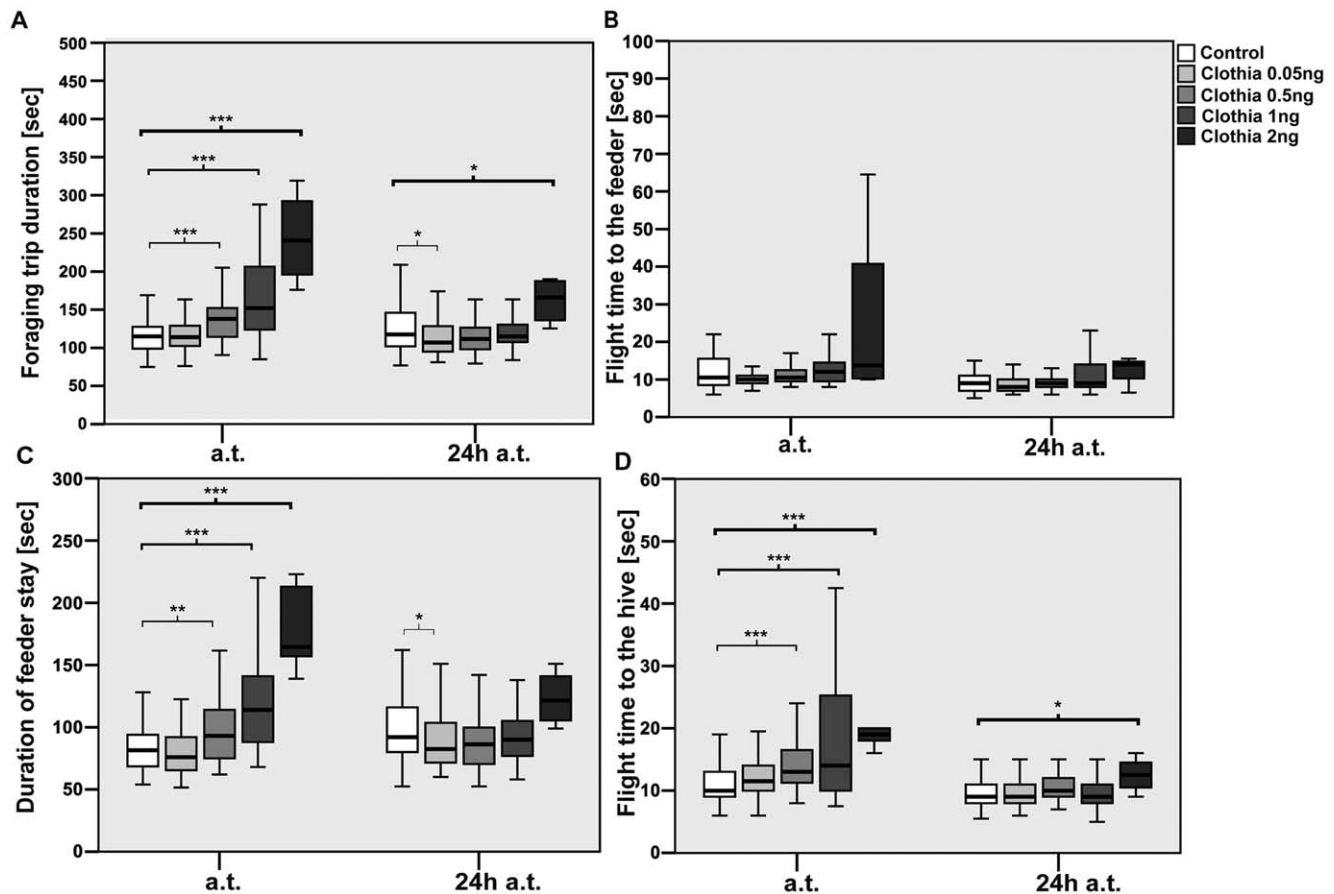 A
Foraging trip duration [sec]
500
450
400
350
300
250
200
150
100
50
0
***
***
***
*
*
a.t.
24h a.t.
B
Flight time to the feeder [sec]
100
90
80
70
60
50
40
30
20
10
0
a.t.
24h a.t.
Control
Clothia 0.05ng
Clothia 0.5ng
Clothia 1ng
Clothia 2ng
C
Duration of feeder stay [sec]
300
250
200
150
100
50
0
***
***
**
*
a.t.
24h a.t.
D
Flight time to the hive [sec]
60
50
40
30
20
10
0
***
***
***
*
a.t.
24h a.t.